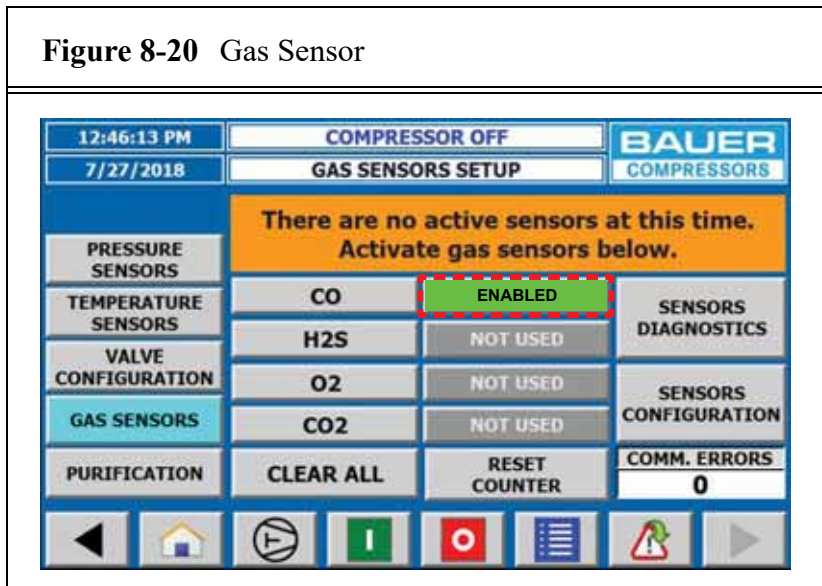 Figure 8-20 Gas Sensor
12:46:13 PM
COMPRESSOR OFF
BAUER
COMPRESSORS
7/27/2018
GAS SENSORS SETUP
There are no active sensors at this time.
Activate gas sensors below.
PRESSURE
SENSORS
TEMPERATURE
SENSORS
VALVE
CONFIGURATION
GAS SENSORS
PURIFICATION
CO
ENABLED
H2S
NOT USED
O2
NOT USED
CO2
NOT USED
CLEAR ALL
RESET
COUNTER
SENSORS
DIAGNOSTICS
SENSORS
CONFIGURATION
COMM. ERRORS
0
T
I
O